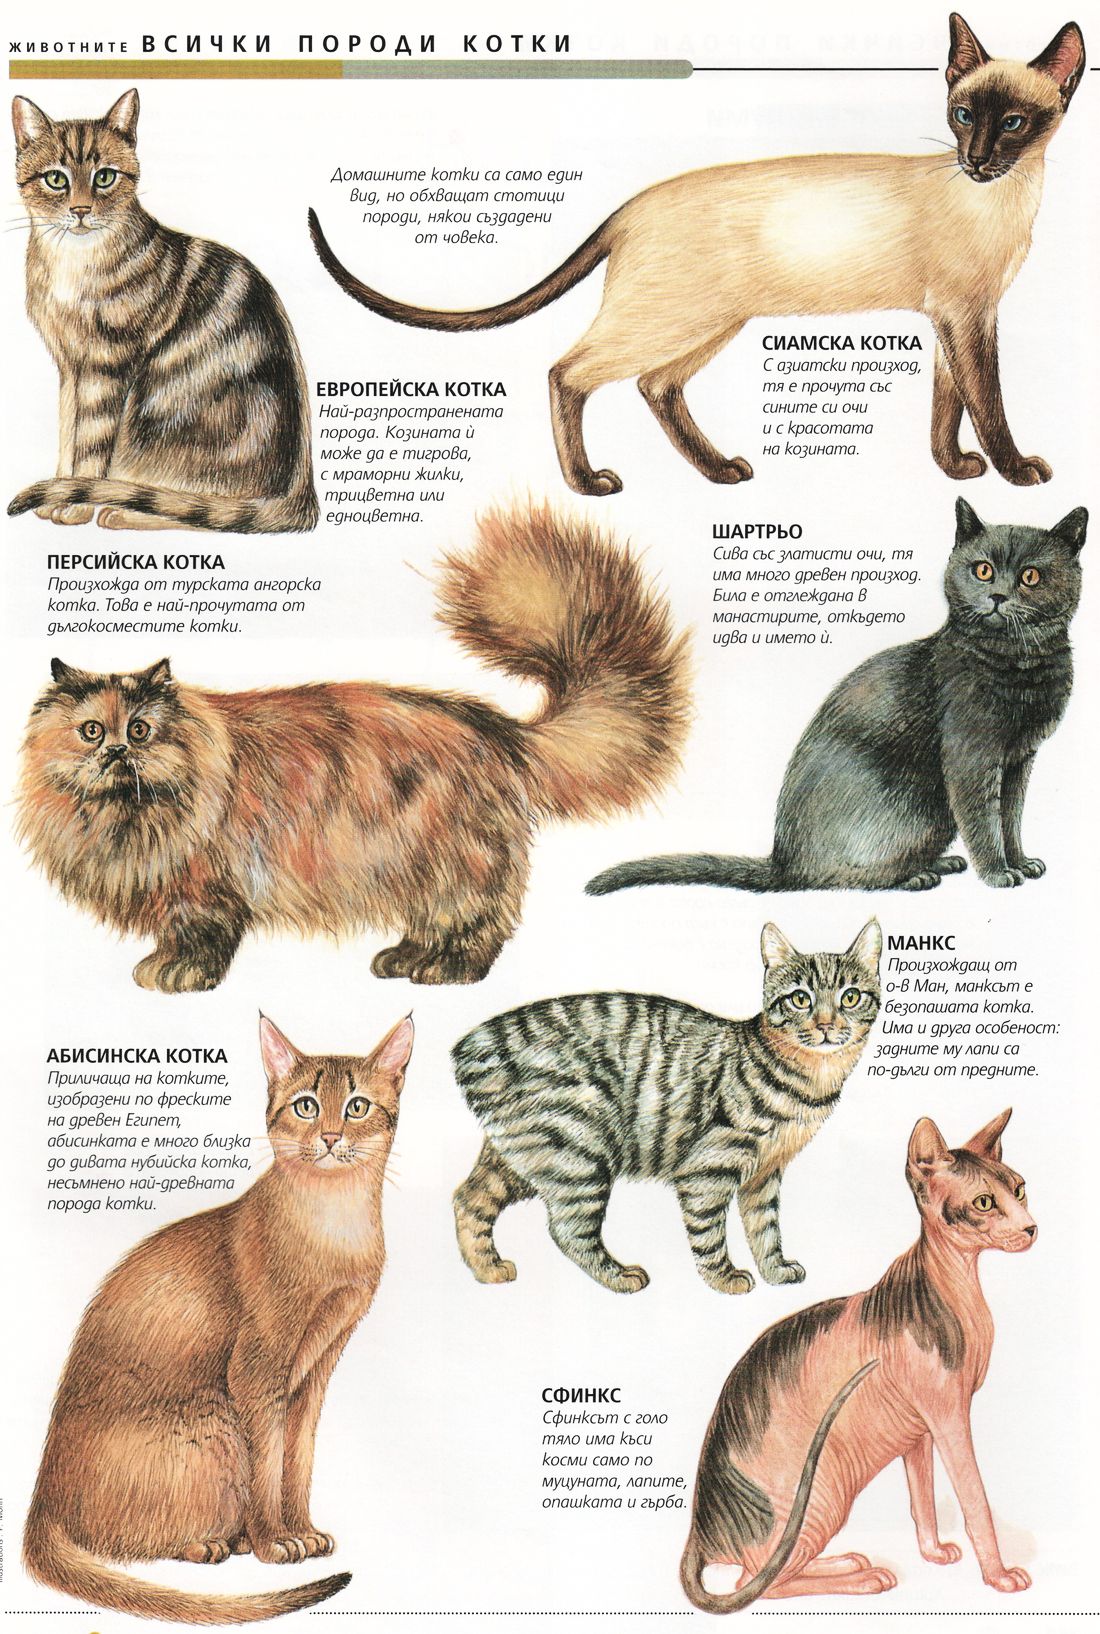 ЖИВОТНИТЕ ВСИЧКИ ПОРОДИ КОТКИ
Домашните котки са само един
вид, но обхващат стотици
породи, някои създадени
от човека.
СИАМСКА КОТКА
С азиатски произход,
тя е прочута със
сините си очи
и с красотата
на козината.
ЕВРОПЕЙСКА КОТКА
Най-разпространената
порода. Козината ѝ
може да е тигрова,
с мраморни жилки,
трицветна или
едноцветна.
ШАРТРЬО
Сива със златисти очи, тя
има много древен произход.
Била е отглеждана в
манастирите, откъдето
идва и името ѝ.
ПЕРСИЙСКА КОТКА
Произхожда от турската ангорска
котка. Това е най-прочутата от
дългокосместите котки.
МАНКС
Произхождащ от
о-в Ман, манксът е
безопашата котка.
Има и друга особеност:
задните му лапи са
по-дълги от предните.
АБИСИНСКА КОТКА
Приличаща на котките,
изобразени по фреските
на древен Египет,
абисинката е много близка
до дивата нубийска котка,
несъмнено най-древната
порода котки.
СФИНКС
Сфинксът с голо
тяло има къси
косми само по
муцуната, лапите,
опашката и гърба.